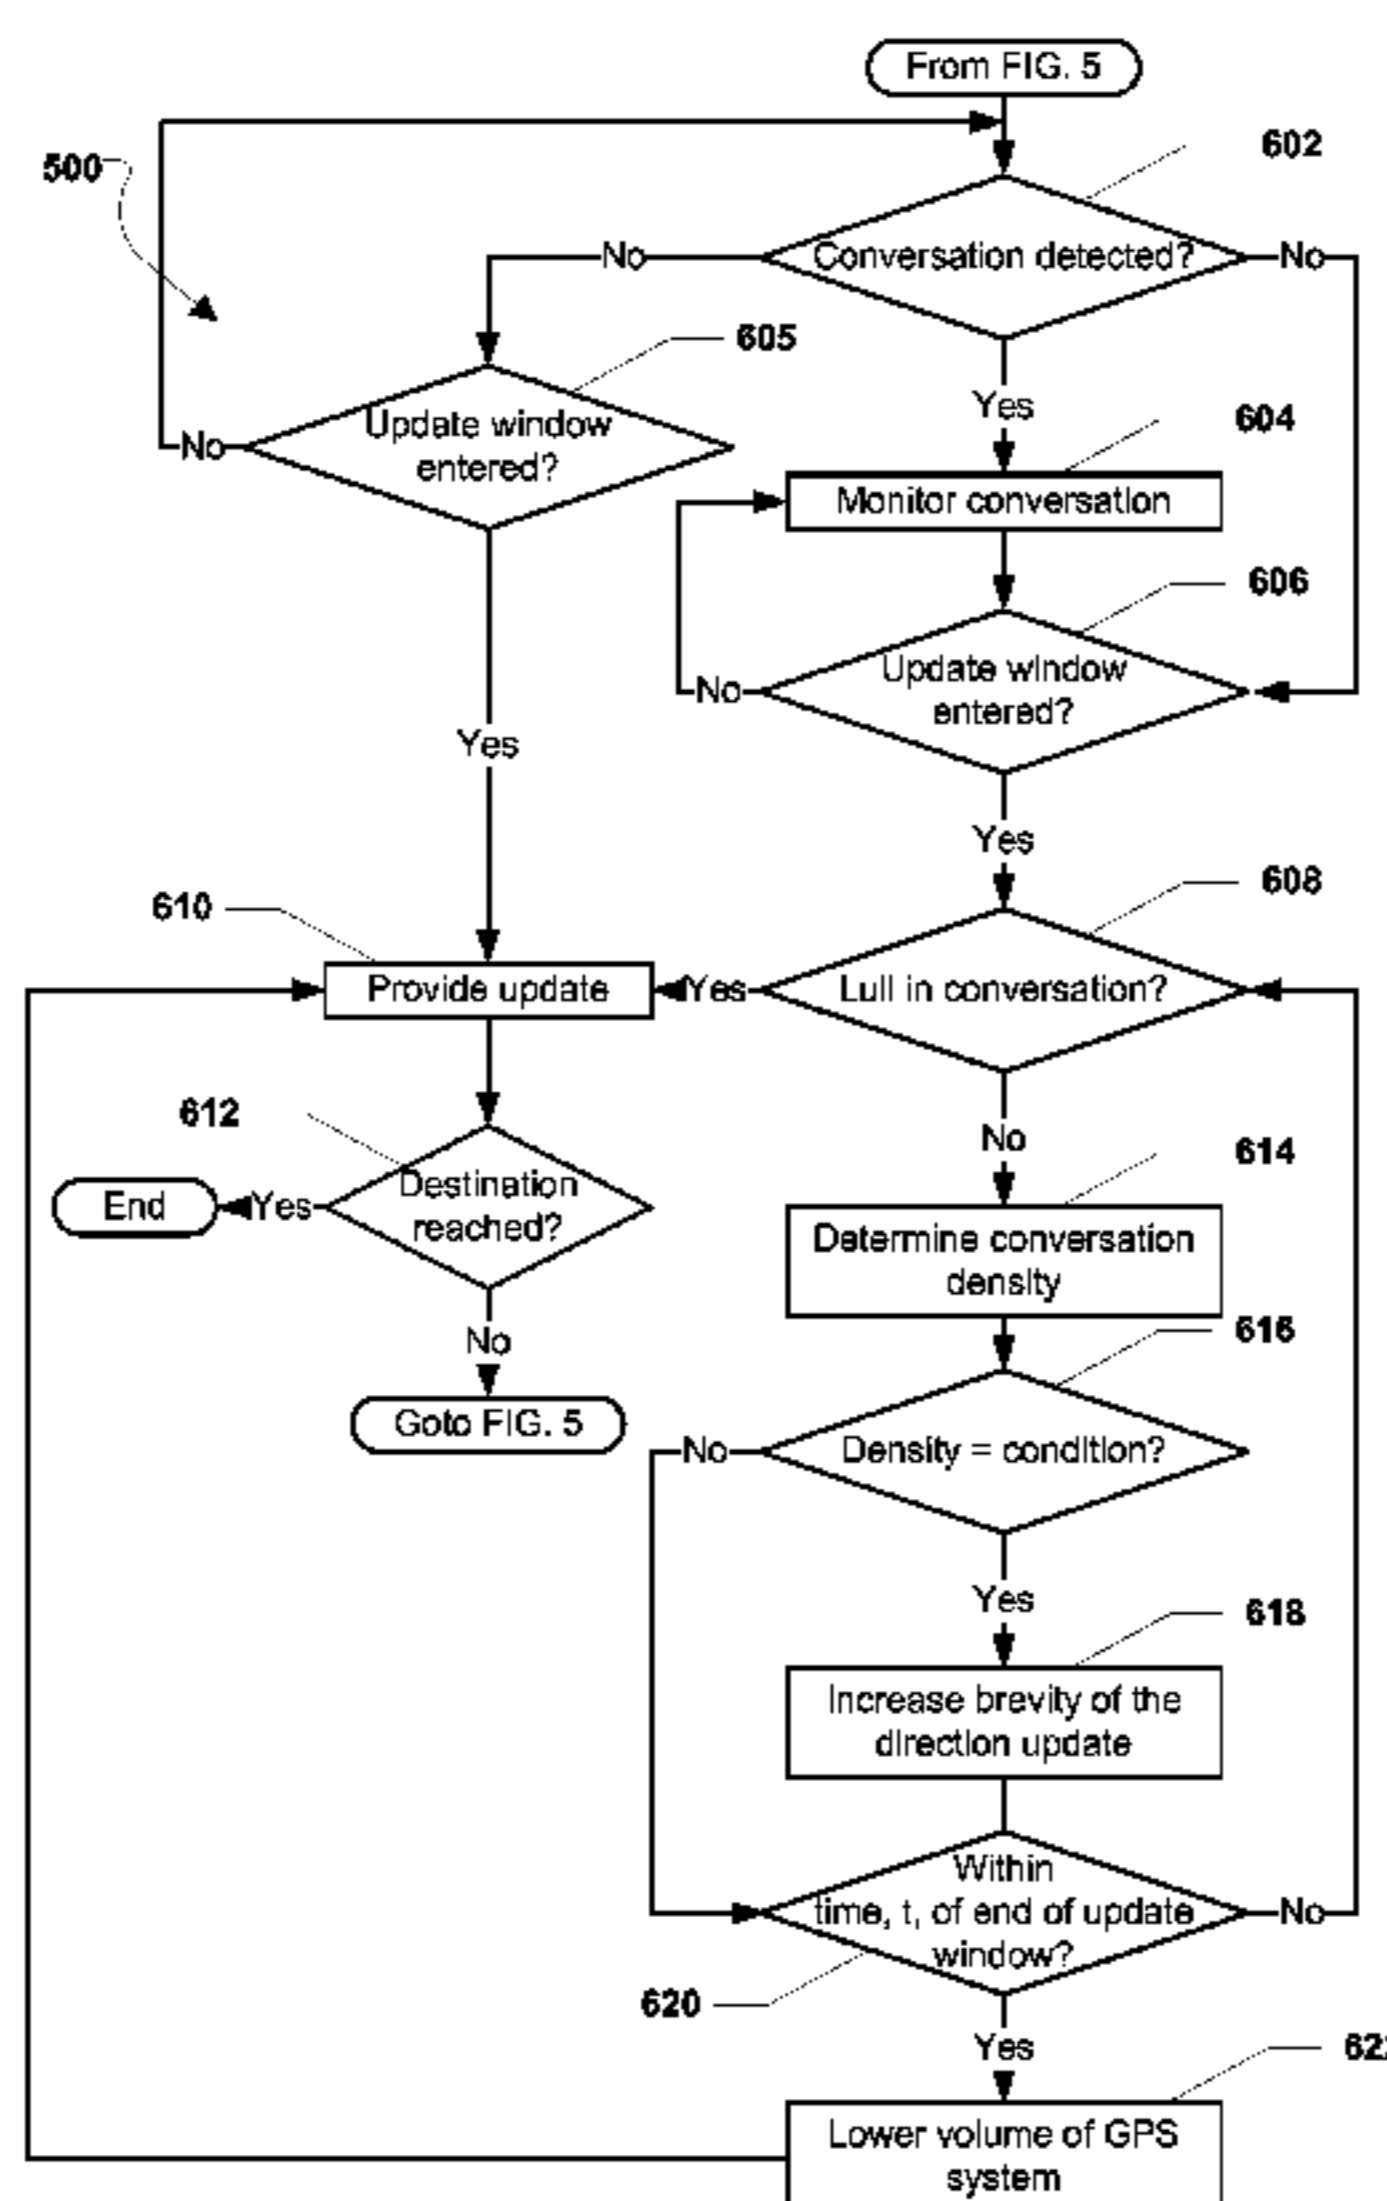 From FIG. 5
500
602
No
Conversation detected?
No
605
Yes
604
Update window
entered?
No
Monitor conversation
606
Update window
entered?
No
Yes
Yes
608
610
Provide update
Yes
Lull in conversation?
612
No
614
End
Yes
Destination
reached?
Determine conversation
density
616
No
Goto FIG. 5
No
Density = condition?
Yes
618
Increase brevity of the
direction update
Within
time, t, of end of update
window?
No
620
Yes
Lower volume of GPS
system